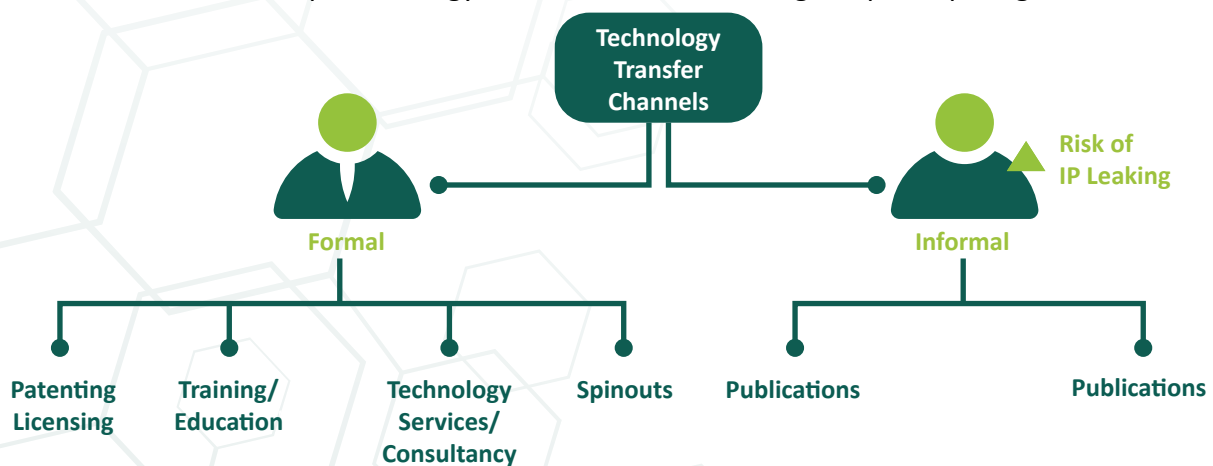 Technology
Transfer
Channels
Risk of
IP Leaking
Formal
Informal
Patenting
Licensing
Training/
Education
Technology
Services/
Consultancy
Spinouts
Publications
Publications